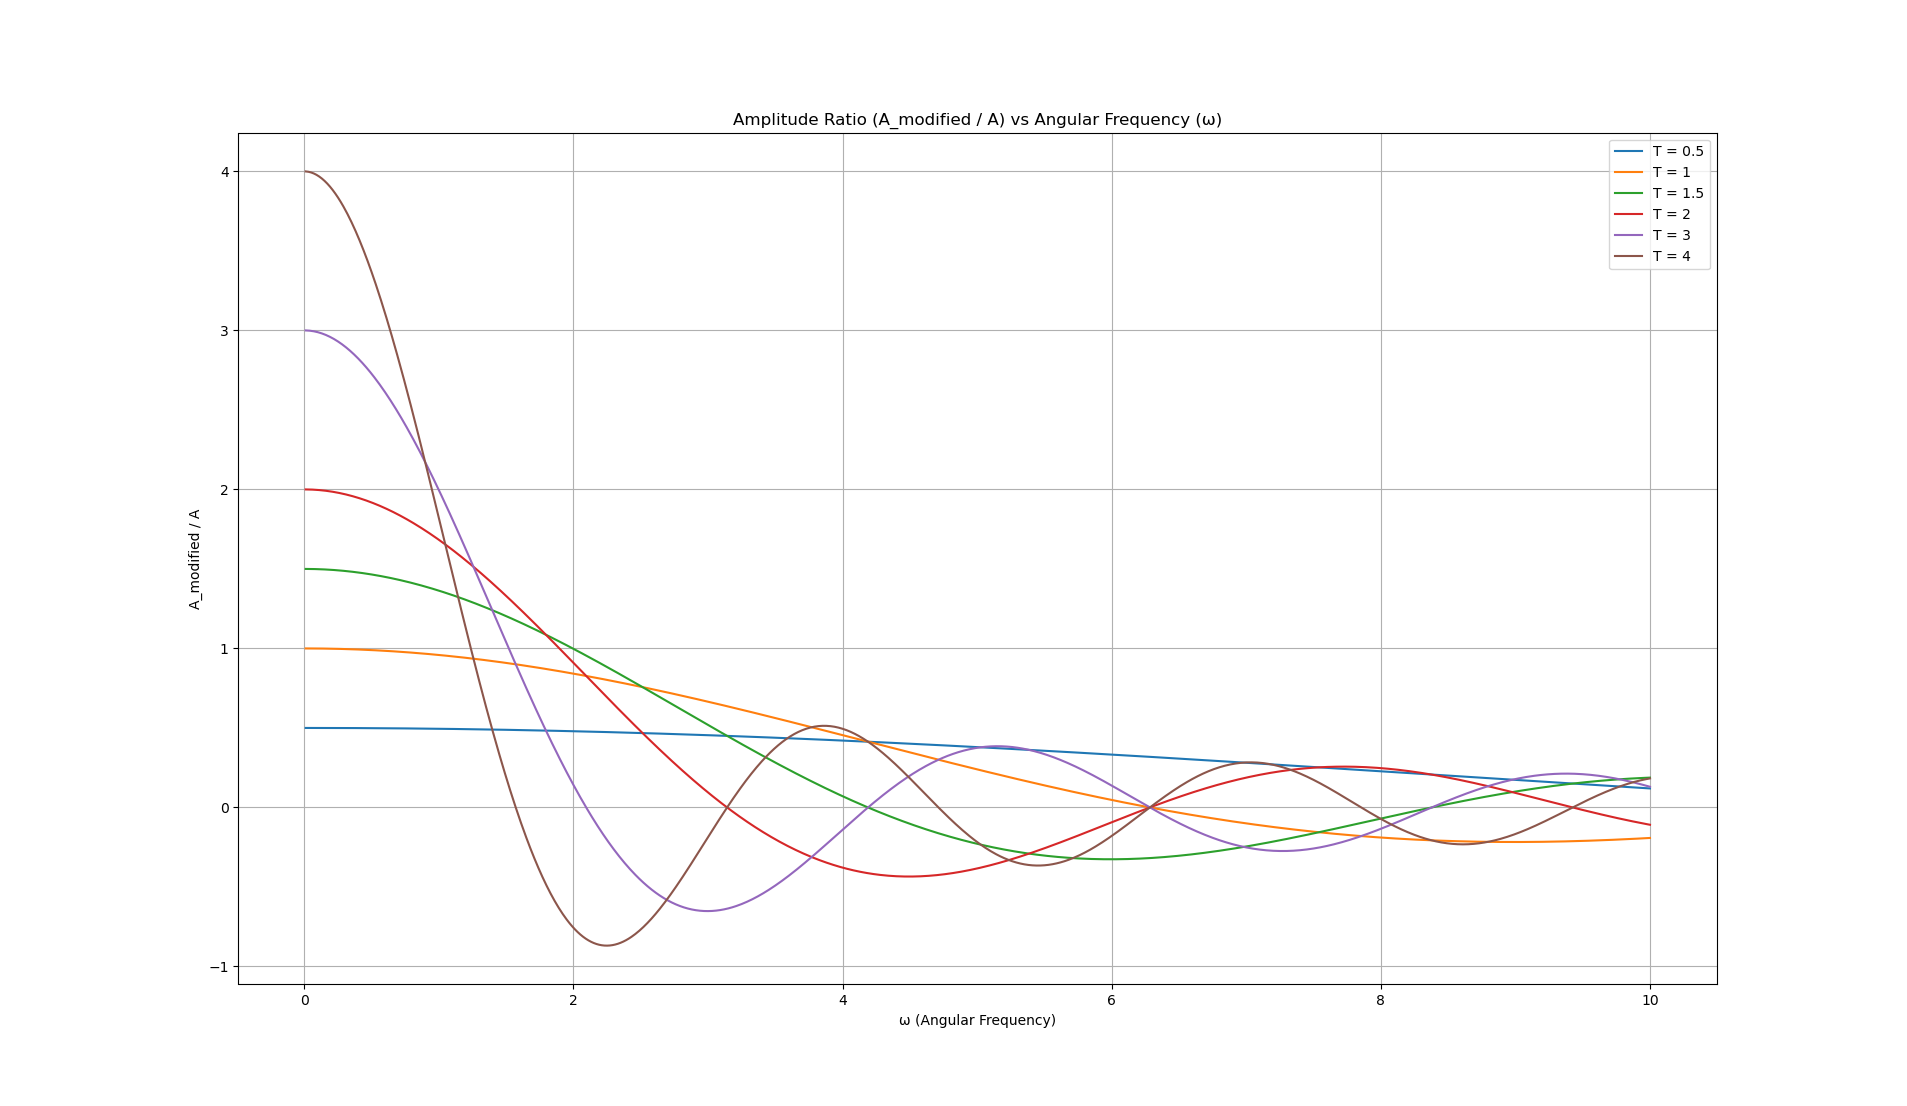 Amplitude Ratio (A_modified / A) vs Angular Frequency (ω)
T = 0.5
T = 1
T = 1.5
T = 2
T = 3
T = 4
4
3
2
1
0
−1
A_modified / A
0 2 4 6 8 10
ω (Angular Frequency)